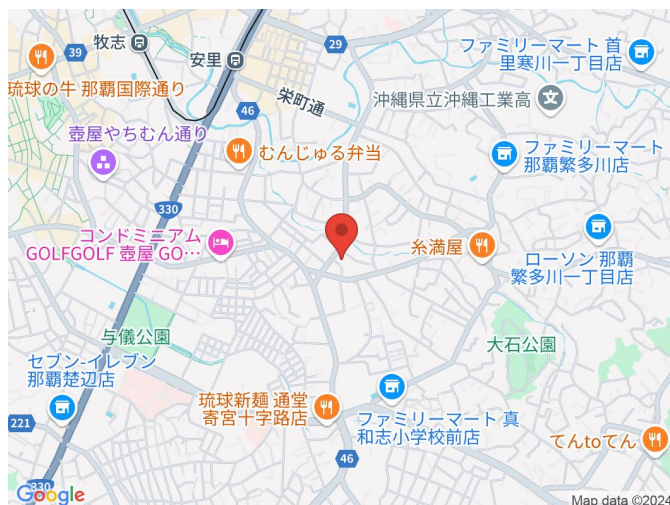 牧志
39
安里
29
ファミリーマート 首
里寒川一丁目店
琉球の牛 那覇国際通り
46
栄町通
沖縄県立沖縄工業高
壺屋やちむん通り
むんじゅる弁当
ファミリーマート
那覇繁多川店
330
コンドミニアム
GOLFGOLF 壺屋 GO…
糸満屋
ローソン 那覇
繁多川一丁目店
与儀公園
大石公園
セブン-イレブン
那覇楚辺店
琉球新麺 通堂
寄宮十字路店
ファミリーマート 真
和志小学校前店
221
てんtoてん
46
330
Google
Map data ©2024